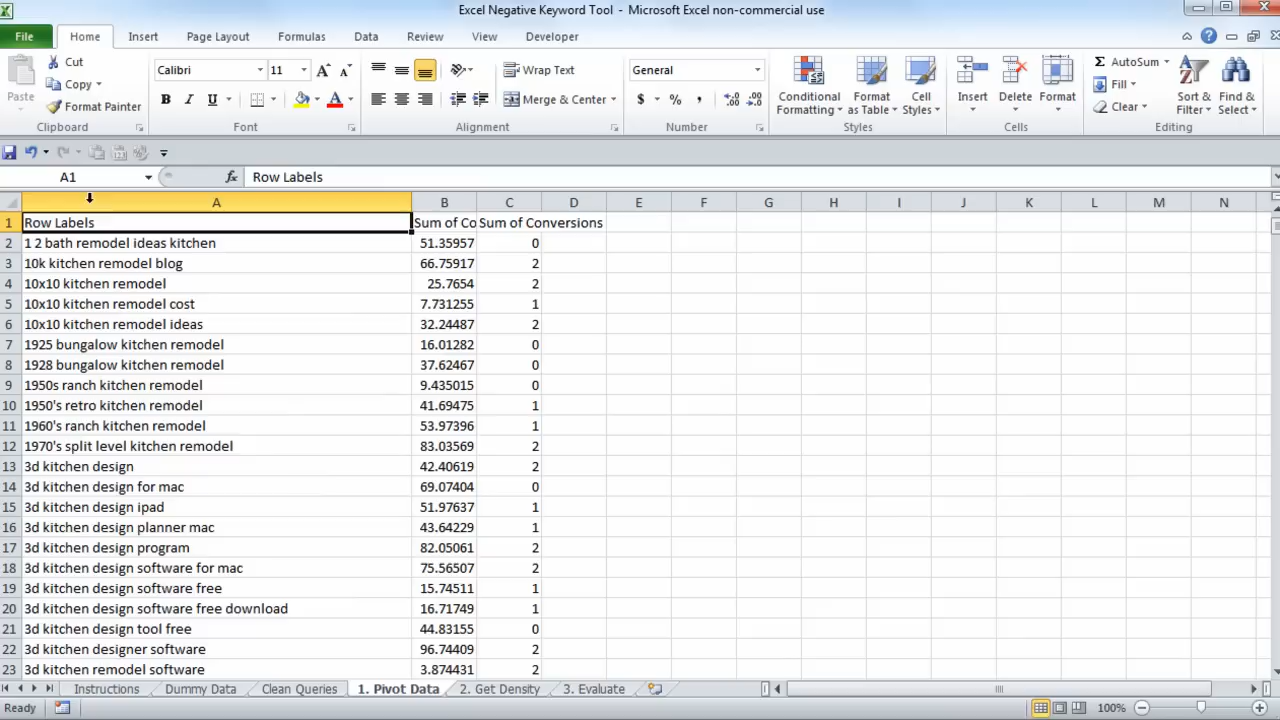 Excel Negative Keyword Tool - Microsoft Excel non-commercial use
File Home Insert Page Layout Formulas Data Review View Developer
Paste Cut Copy Format Painter
Calibri 11 Wrap Text General
B I U Merge & Center $ % ,
Conditional Formatting Format as Table Cell Styles Insert Delete Format
Σ AutoSum Fill Clear Sort & Filter Find & Select
Clipboard Font Alignment Number Styles Cells Editing
A1 fx Row Labels
A B C D E F G H I J K L M N
1 Row Labels Sum of Co Sum of Conversions
2 1 2 bath remodel ideas kitchen 51.35957 0
3 10k kitchen remodel blog 66.75917 2
4 10x10 kitchen remodel 25.7654 2
5 10x10 kitchen remodel cost 7.731255 1
6 10x10 kitchen remodel ideas 32.24487 2
7 1925 bungalow kitchen remodel 16.01282 0
8 1928 bungalow kitchen remodel 37.62467 0
9 1950s ranch kitchen remodel 9.435015 0
10 1950's retro kitchen remodel 41.69475 1
11 1960's ranch kitchen remodel 53.97396 1
12 1970's split level kitchen remodel 83.03569 2
13 3d kitchen design 42.40619 2
14 3d kitchen design for mac 69.07404 0
15 3d kitchen design ipad 51.97637 1
16 3d kitchen design planner mac 43.64229 1
17 3d kitchen design program 82.05061 2
18 3d kitchen design software for mac 75.56507 2
19 3d kitchen design software free 15.74511 1
20 3d kitchen design software free download 16.71749 1
21 3d kitchen design tool free 44.83155 0
22 3d kitchen designer software 96.74409 2
23 3d kitchen remodel software 3.874431 2
Instructions Dummy Data Clean Queries 1. Pivot Data 2. Get Density 3. Evaluate
Ready 100%